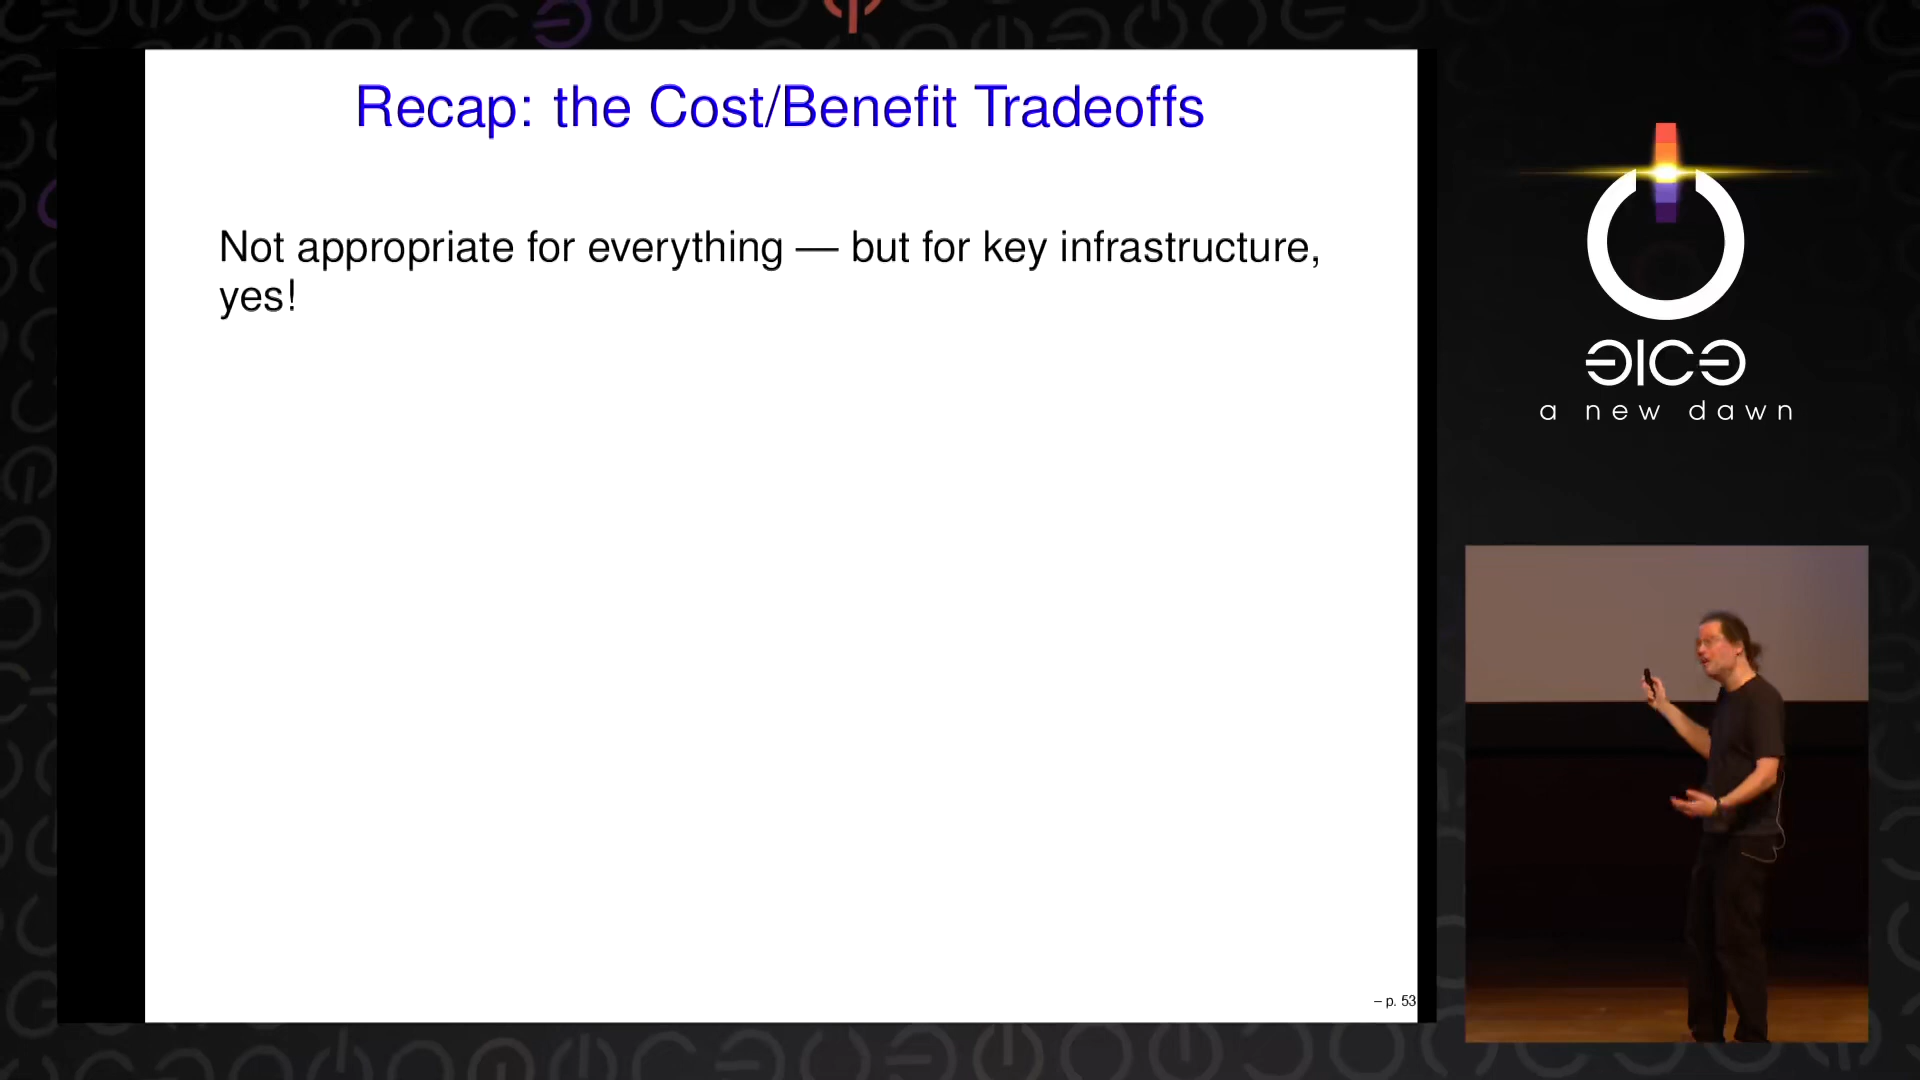 Recap: the Cost/Benefit Tradeoffs
Not appropriate for everything — but for key infrastructure,
yes!
– p. 53
ƎICƎ
a new dawn